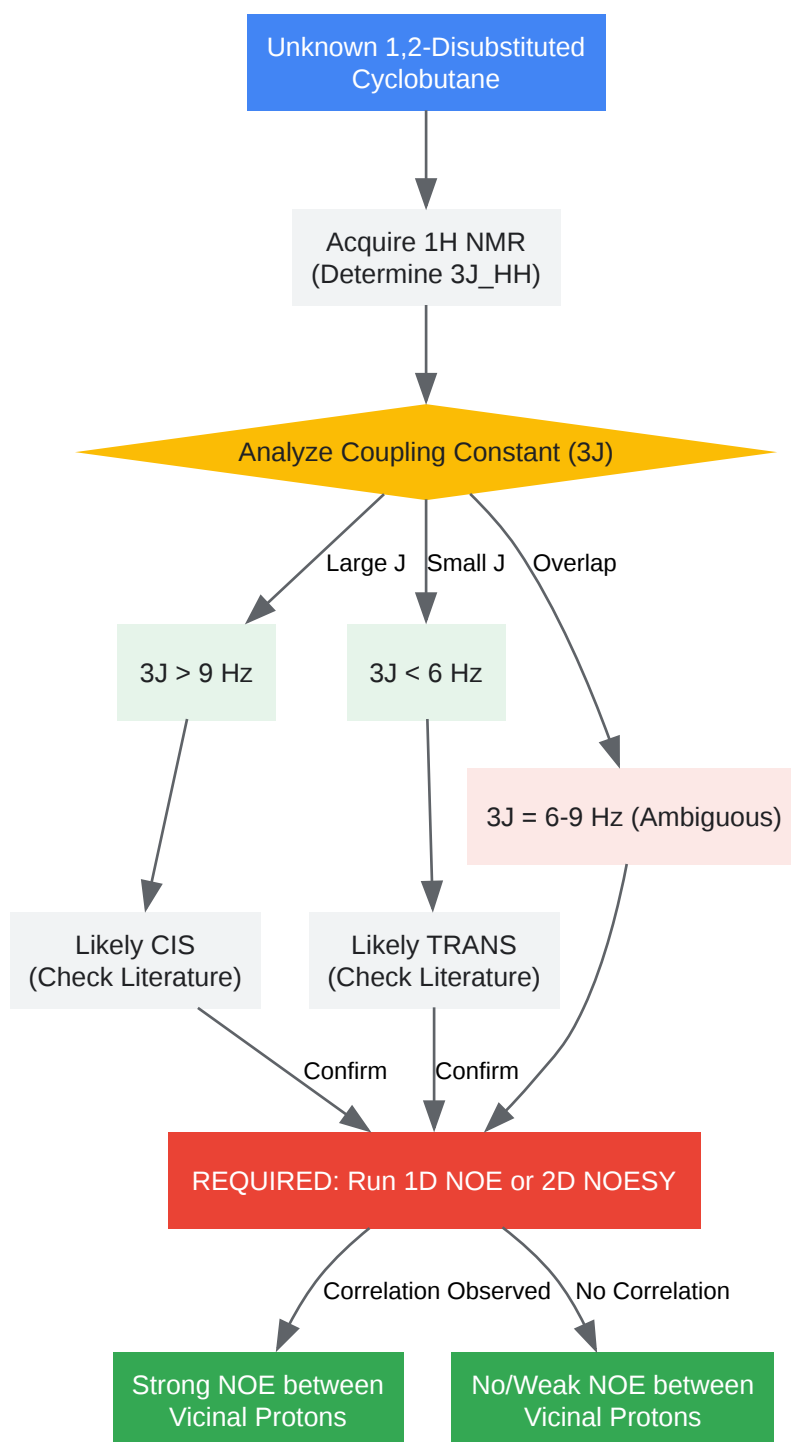 Unknown 1,2-Disubstituted
Cyclobutane
Acquire 1H NMR
(Determine 3J_HH)
Analyze Coupling Constant (3J)
Large J
Small J
Overlap
3J > 9 Hz
3J < 6 Hz
3J = 6-9 Hz (Ambiguous)
Likely CIS
(Check Literature)
Likely TRANS
(Check Literature)
Confirm
Confirm
REQUIRED: Run 1D NOE or 2D NOESY
Correlation Observed
No Correlation
Strong NOE between
Vicinal Protons
No/Weak NOE between
Vicinal Protons